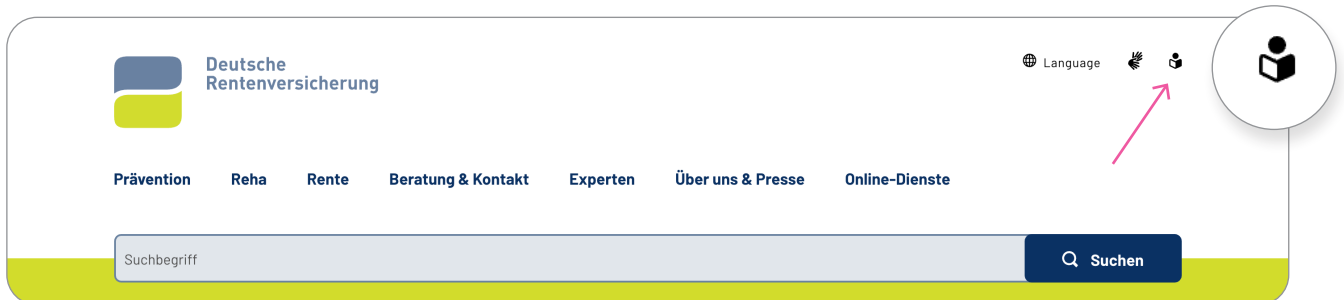 Deutsche
Rentenversicherung
Language
Prävention Reha Rente Beratung & Kontakt Experten Über uns & Presse Online-Dienste
Suchbegriff Suchen